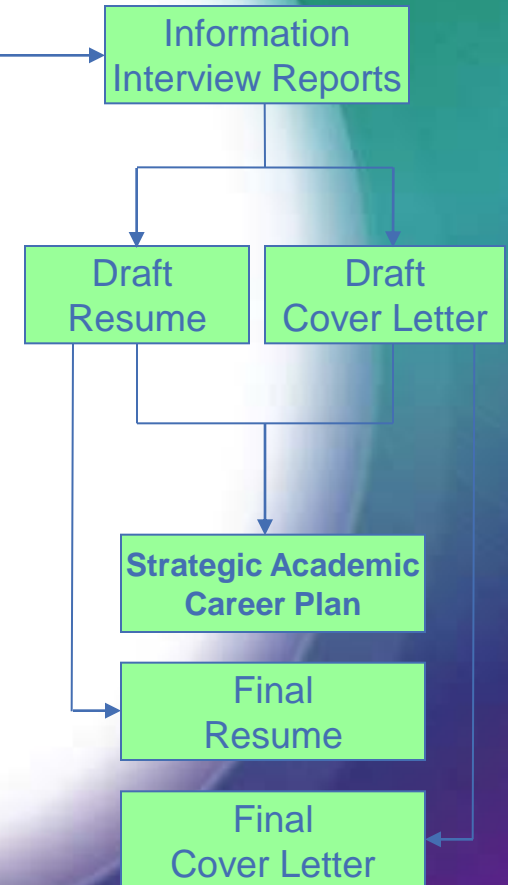 Information
Interview Reports
Draft
Resume
Draft
Cover Letter
Strategic Academic
Career Plan
Final
Resume
Final
Cover Letter